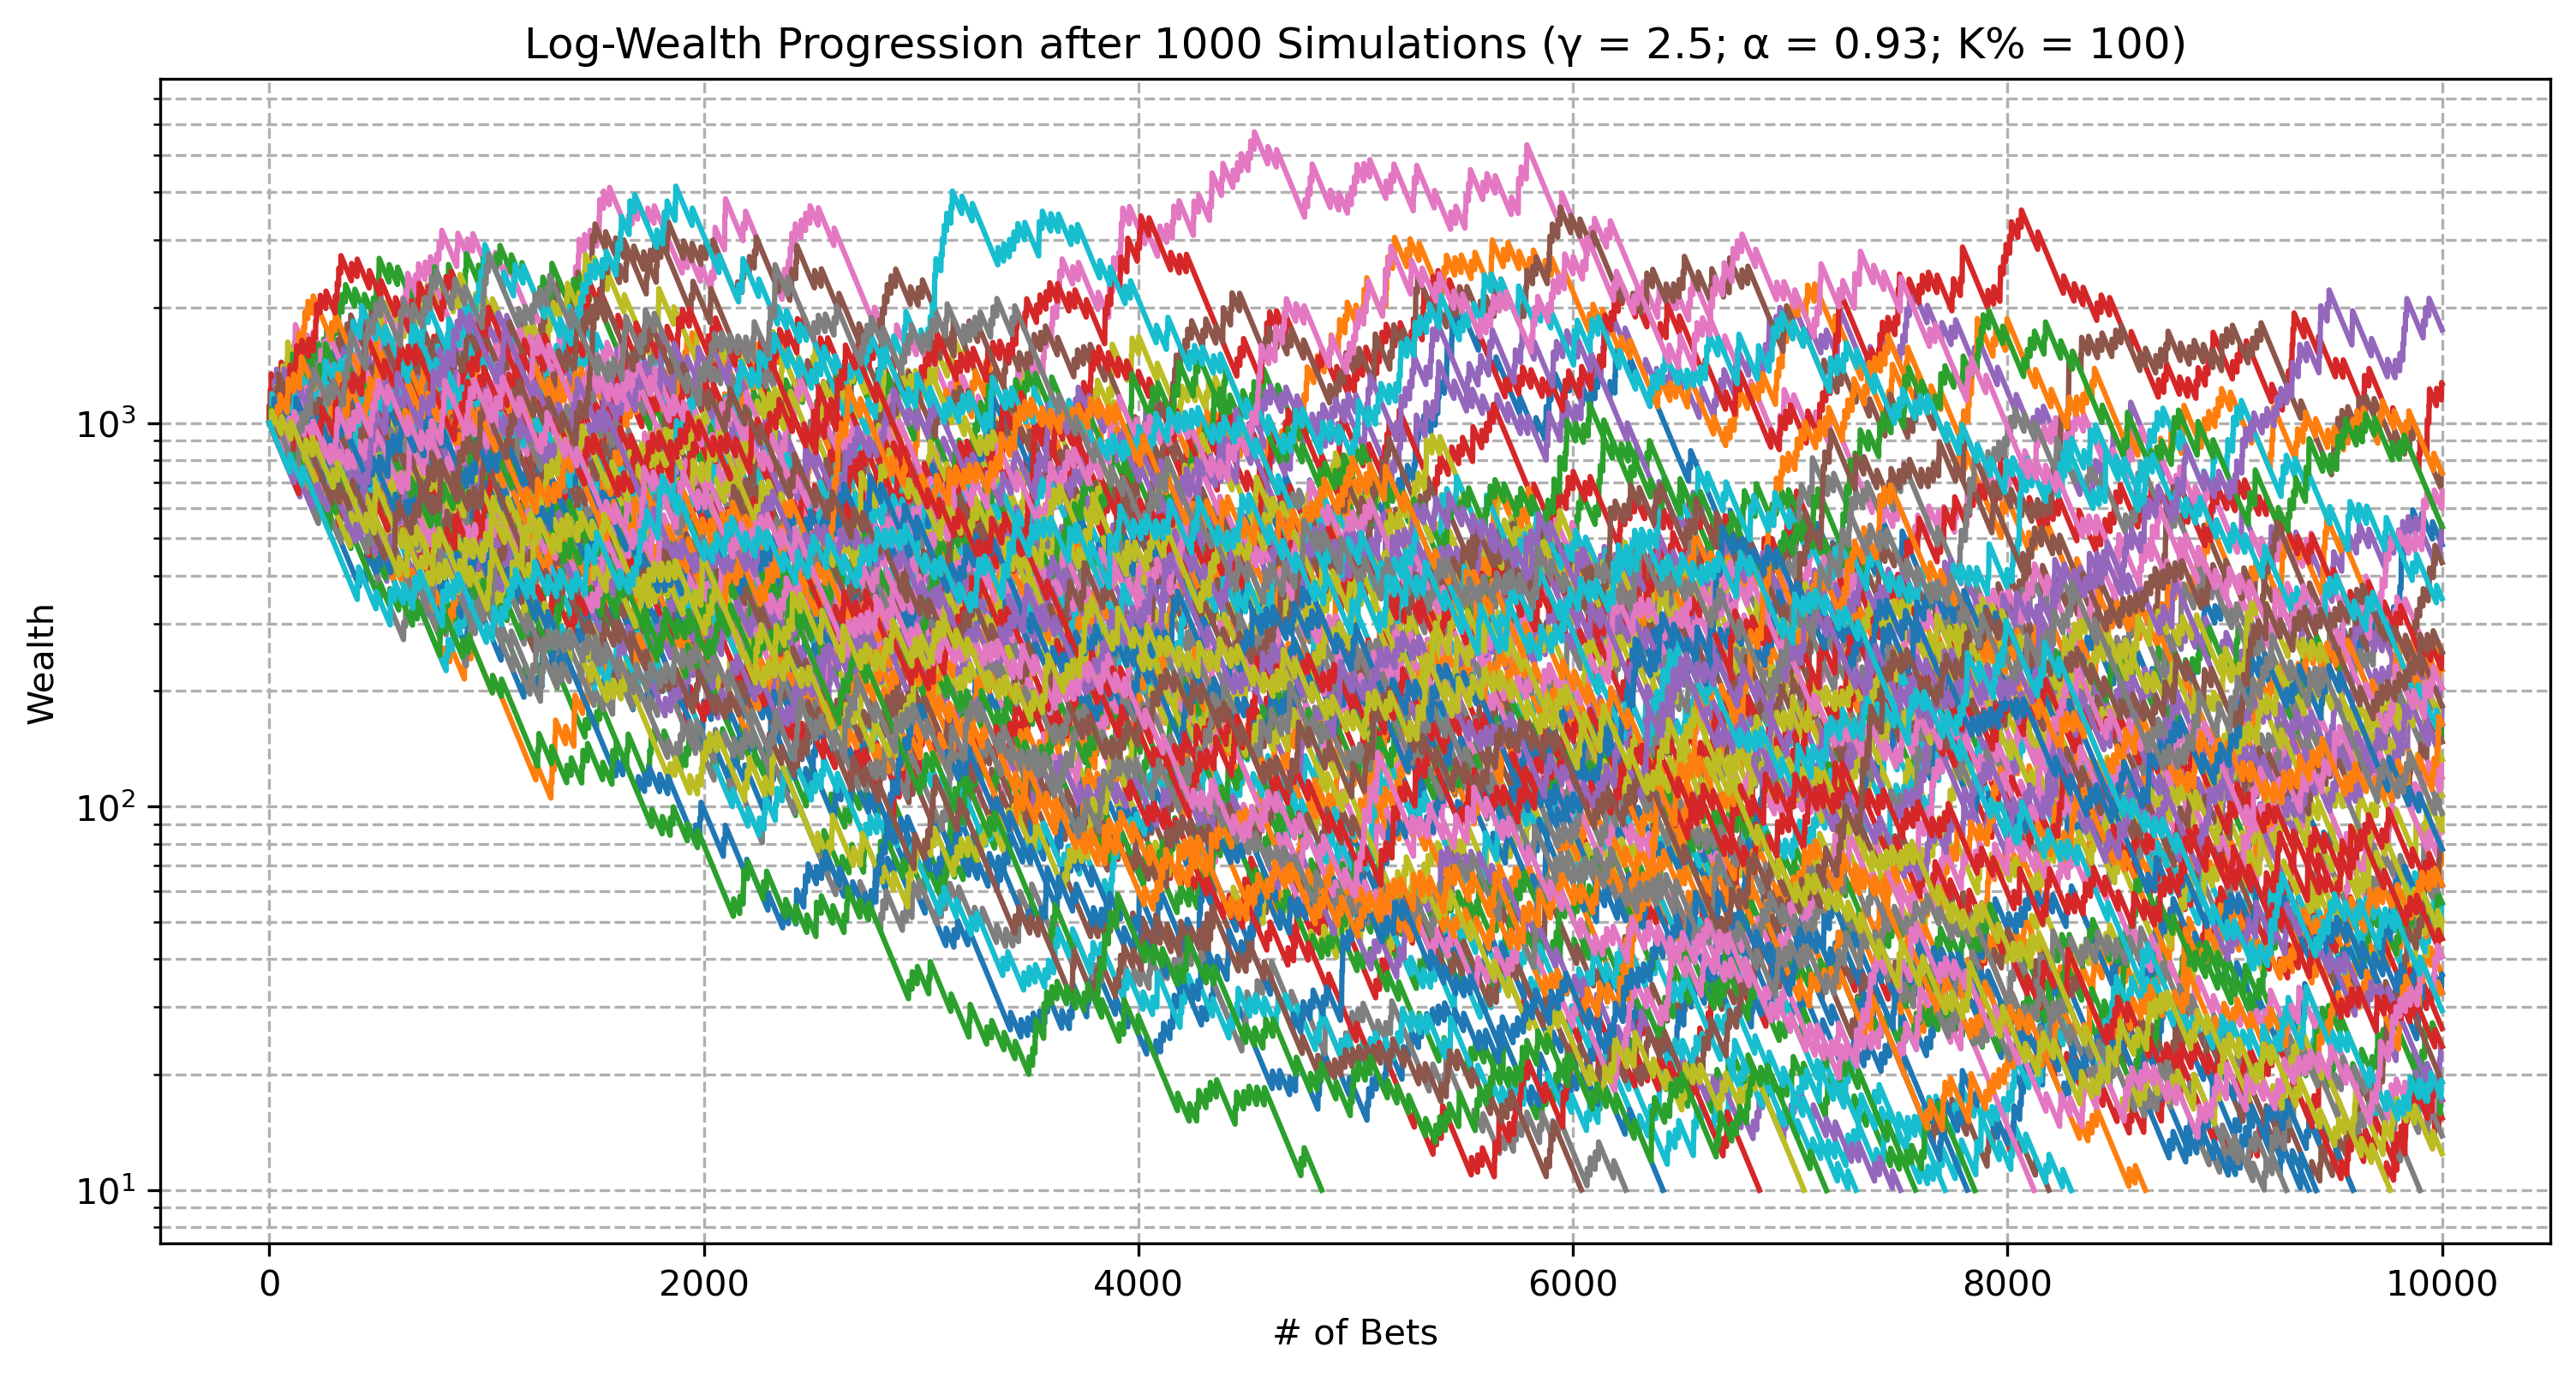 Log-Wealth Progression after 1000 Simulations (γ = 2.5; α = 0.93; K% = 100)
Wealth
10³
10²
10¹
0 2000 4000 6000 8000 10000
# of Bets